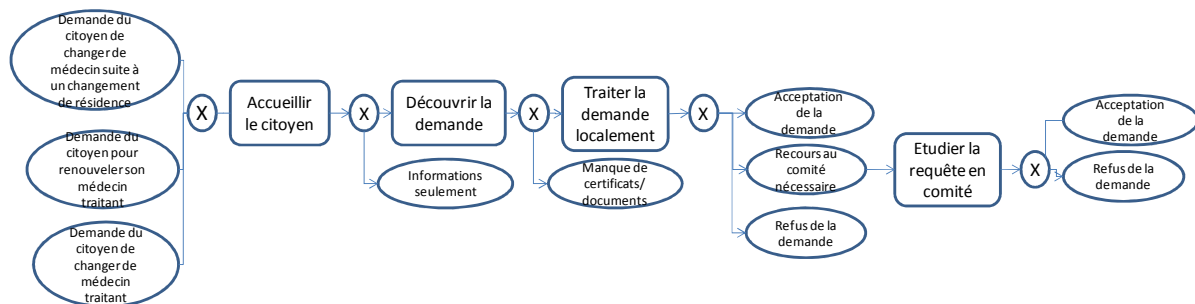 Demande du
citoyen de
changer de
médecin suite à
un changement
de résidence
Demande du
citoyen pour
renouveler son
médecin
traitant
Demande du
citoyen de
changer de
médecin
traitant
X
Accueillir
le citoyen
X
Informations
seulement
Découvrir la
demande
X
Manque de
certificats/
documents
Traiter la
demande
localement
X
Acceptation
de la
demande
Recours au
comité
nécessaire
Refus de la
demande
Etudier la
requête en
comité
X
Acceptation
de la
demande
Refus de la
demande